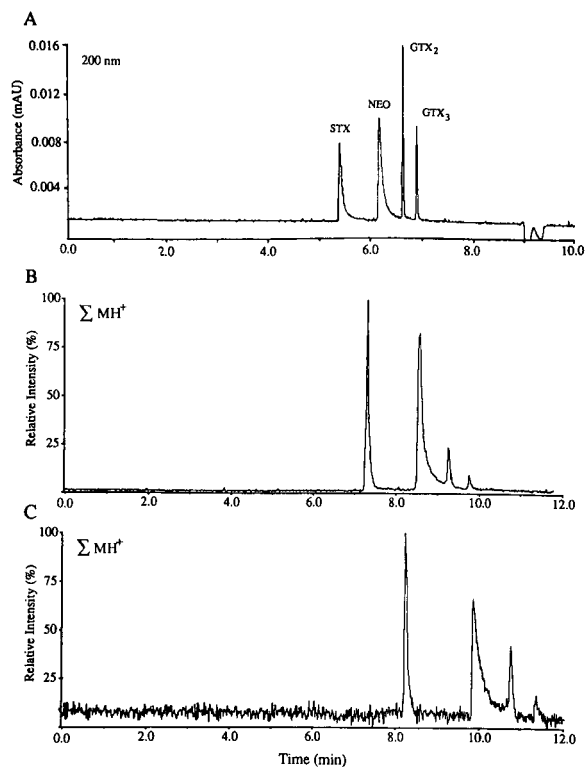 A
0.016
200 nm
GTX₂
0.012
NEO
GTX₃
STX
0.008
0.004
Absorbance (mAU)
0.0 2.0 4.0 6.0 8.0 10.0
B
100
∑ MH⁺
75
50
25
Relative Intensity (%)
0.0 2.0 4.0 6.0 8.0 10.0 12.0
C
100
∑ MH⁺
75
50
25
Relative Intensity (%)
0.0 2.0 4.0 6.0 8.0 10.0 12.0
Time (min)